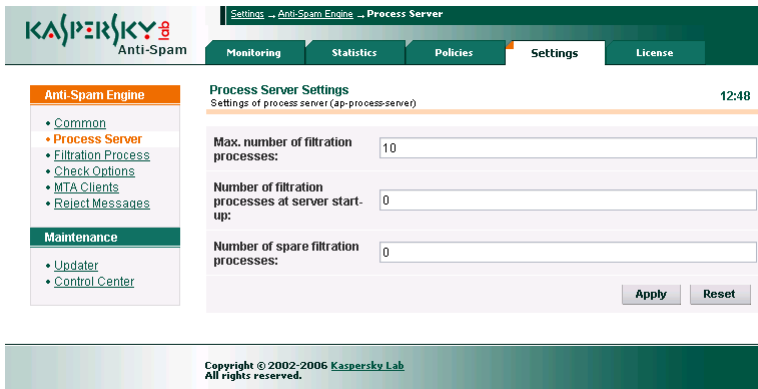 KASPERSKY lab
Anti-Spam
Settings → Anti-Spam Engine → Process Server
Monitoring
Statistics
Policies
Settings
License
Anti-Spam Engine
• Common
• Process Server
• Filtration Process
• Check Options
• MTA Clients
• Reject Messages
Maintenance
• Updater
• Control Center
Process Server Settings
Settings of process server (ap-process-server)
12:48
Max. number of filtration
processes:
10
Number of filtration
processes at server start-
up:
0
Number of spare filtration
processes:
0
Apply
Reset
Copyright © 2002-2006 Kaspersky Lab
All rights reserved.